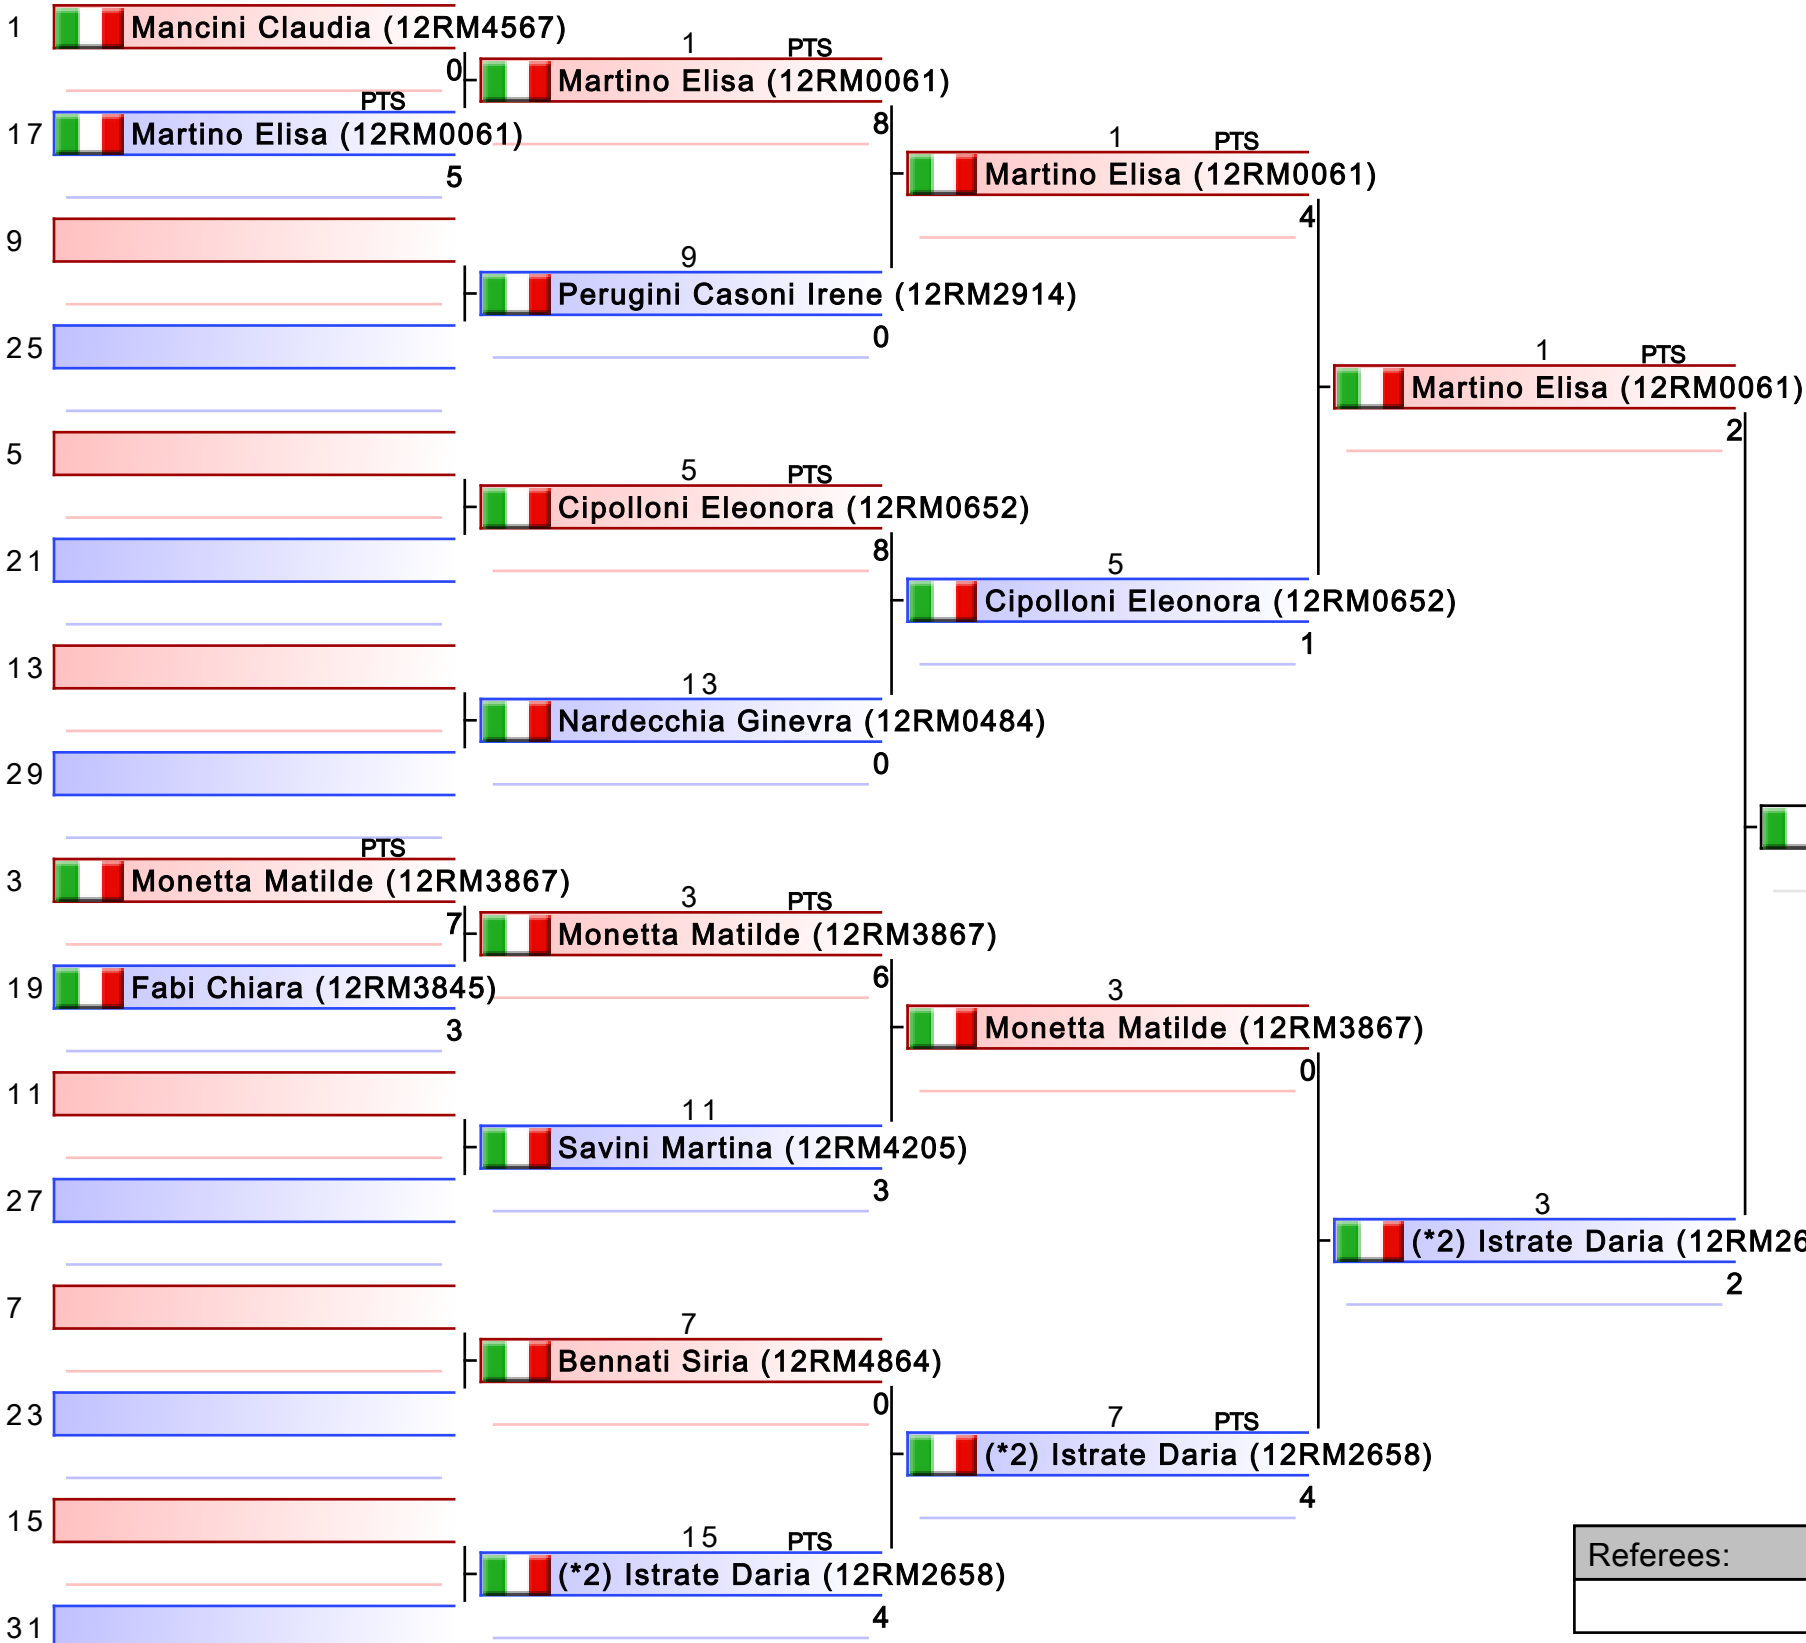 1 Mancini Claudia (12RM4567)
0
PTS
17 Martino Elisa (12RM0061)
5
9
25
5
21
13
29
PTS
3 Monetta Matilde (12RM3867)
7
19 Fabi Chiara (12RM3845)
3
11
27
7
23
15
31
1 PTS
Martino Elisa (12RM0061)
8
9
Perugini Casoni Irene (12RM2914)
0
5 PTS
Cipolloni Eleonora (12RM0652)
8
13
Nardecchia Ginevra (12RM0484)
0
3 PTS
Monetta Matilde (12RM3867)
6
11
Savini Martina (12RM4205)
3
7
Bennati Siria (12RM4864)
0
15 PTS
(*2) Istrate Daria (12RM2658)
4
1 PTS
Martino Elisa (12RM0061)
4
5
Cipolloni Eleonora (12RM0652)
1
3
Monetta Matilde (12RM3867)
0
7 PTS
(*2) Istrate Daria (12RM2658)
4
1 PTS
Martino Elisa (12RM0061)
2
3
(*2) Istrate Daria (12RM26
2
Referees: